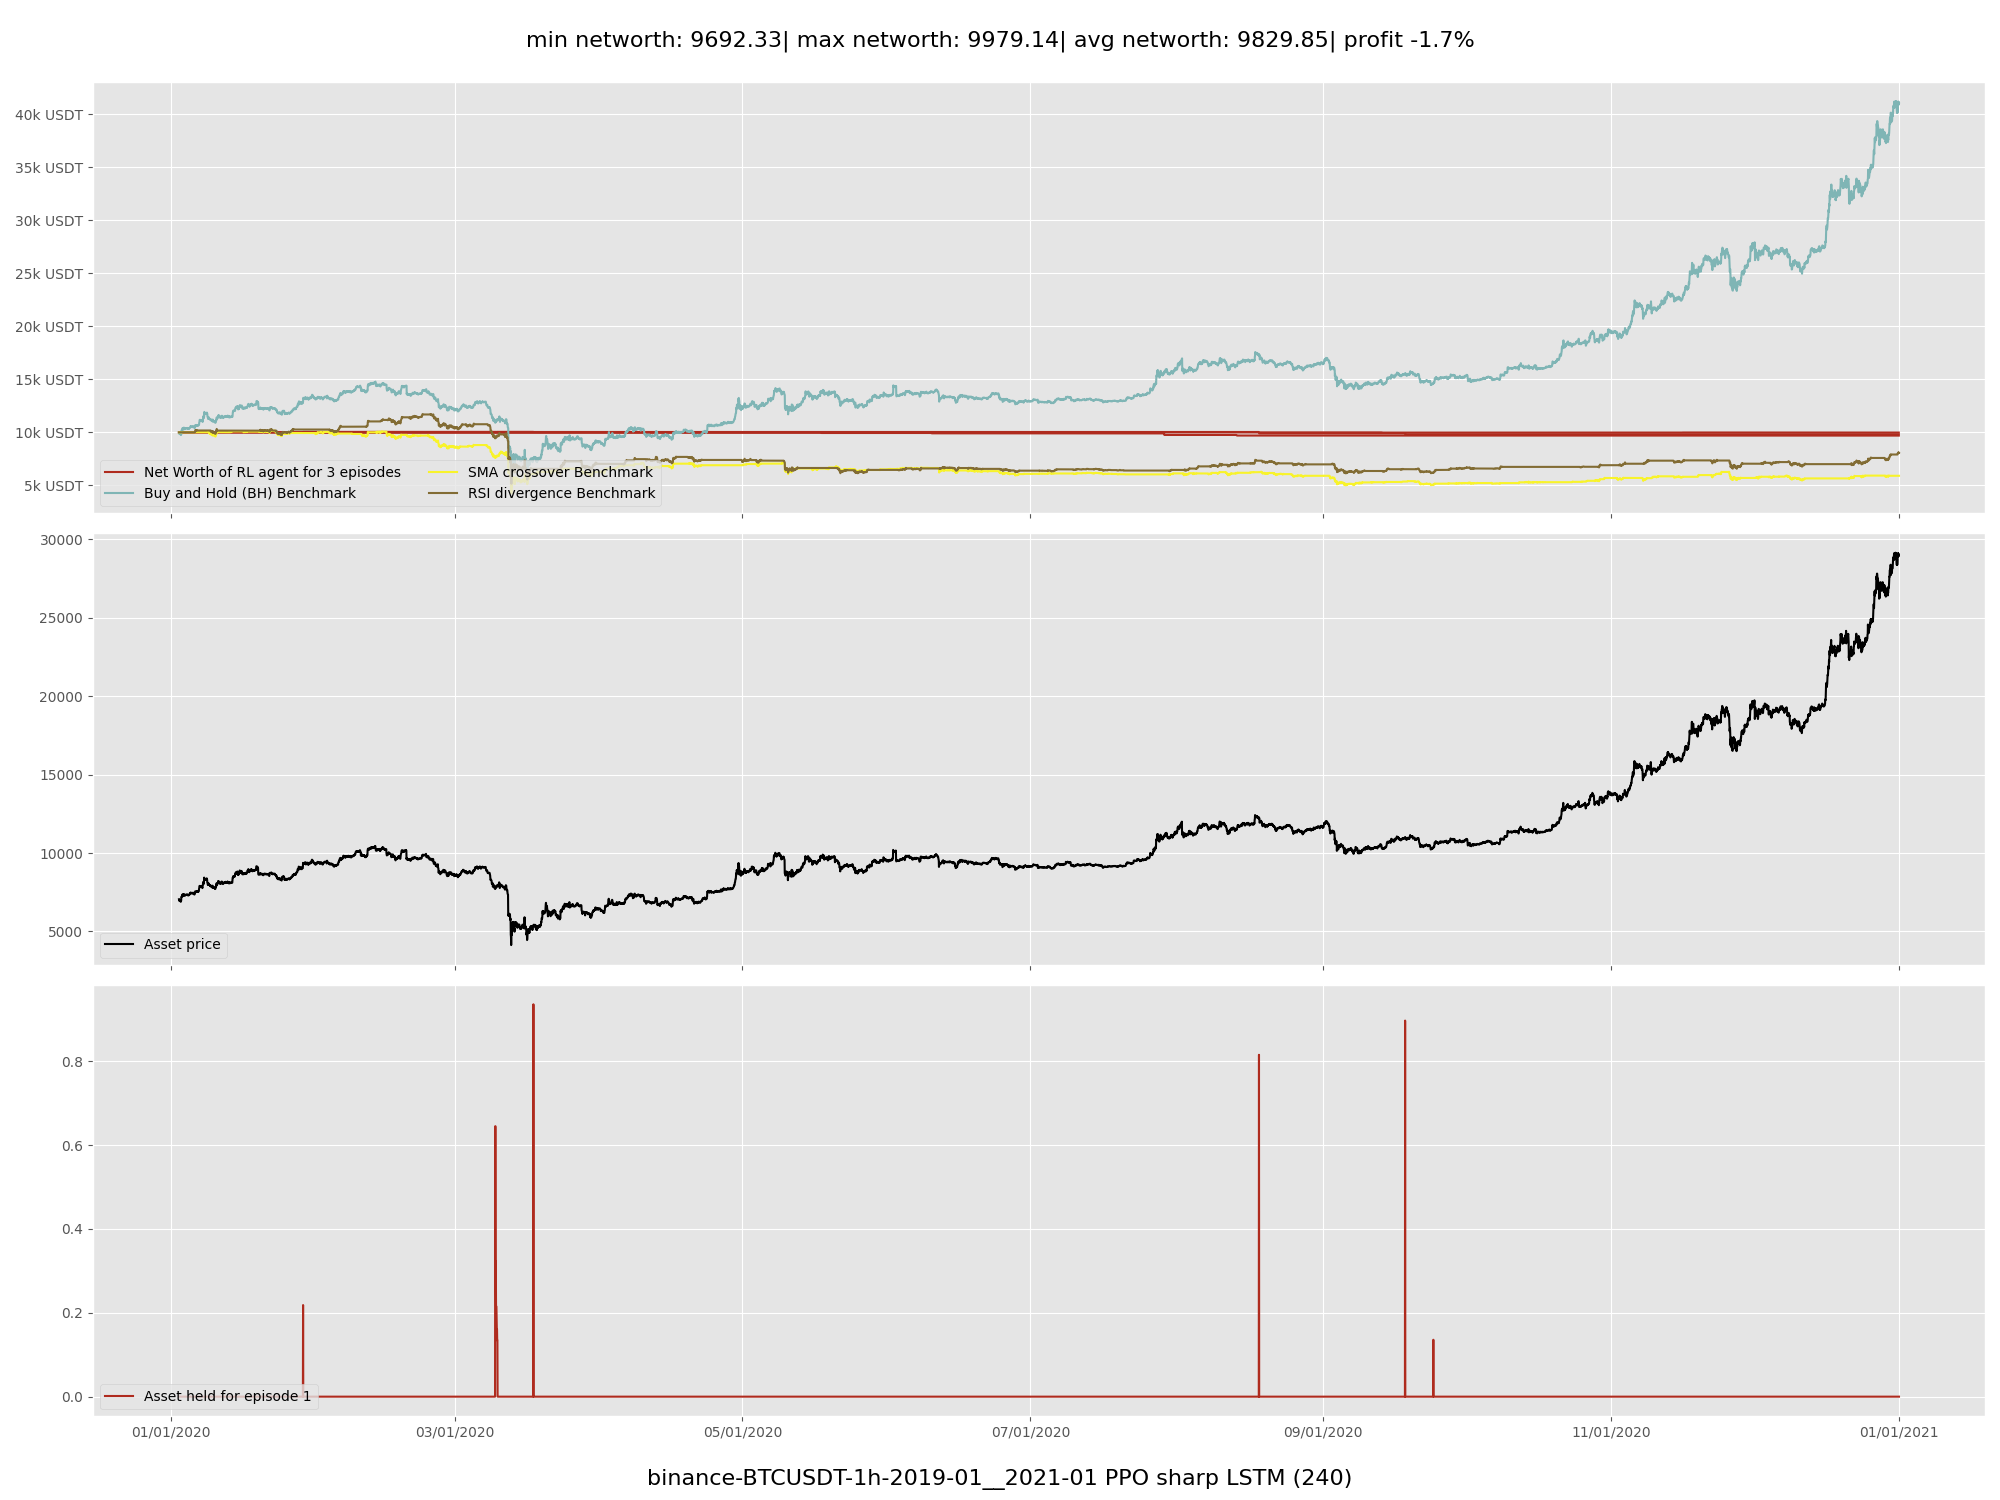 min networth: 9692.33| max networth: 9979.14| avg networth: 9829.85| profit -1.7%
40k USDT
35k USDT
30k USDT
25k USDT
20k USDT
15k USDT
10k USDT
5k USDT
Net Worth of RL agent for 3 episodes
Buy and Hold (BH) Benchmark
SMA crossover Benchmark
RSI divergence Benchmark
30000
25000
20000
15000
10000
5000
Asset price
0.8
0.6
0.4
0.2
0.0
Asset held for episode 1
01/01/2020
03/01/2020
05/01/2020
07/01/2020
09/01/2020
11/01/2020
01/01/2021
binance-BTCUSDT-1h-2019-01__2021-01 PPO sharp LSTM (240)